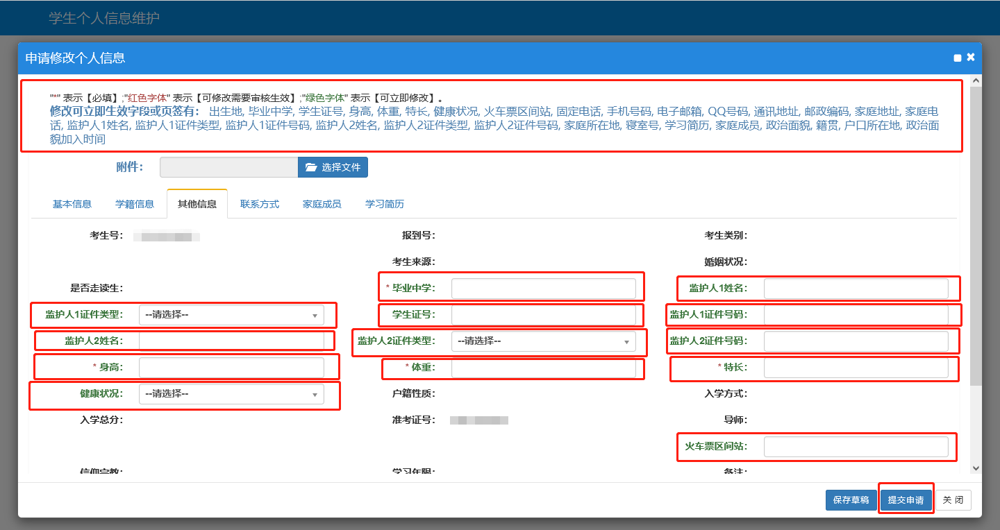 学生个人信息维护
申请修改个人信息
"*" 表示【必填】;"红色字体" 表示【可修改需要审核生效】;"绿色字体" 表示【可立即修改】。
修改可立即生效字段或页签有： 出生地, 毕业中学, 学生证号, 身高, 体重, 特长, 健康状况, 火车票区间站, 固定电话, 手机号码, 电子邮箱, QQ号码, 通讯地址, 邮政编码, 家庭地址, 家庭电
话, 监护人1姓名, 监护人1证件类型, 监护人1证件号码, 监护人2姓名, 监护人2证件类型, 监护人2证件号码, 家庭所在地, 寝室号, 学习简历, 家庭成员, 政治面貌, 籍贯, 户口所在地, 政治面
貌加入时间
附件： 选择文件
基本信息 学籍信息 其他信息 联系方式 家庭成员 学习简历
考生号： 报到号： 考生类别：
考生来源： 婚姻状况：
是否走读生： * 毕业中学： 监护人1姓名：
监护人1证件类型： --请选择-- 学生证号： 监护人1证件号码：
监护人2姓名： 监护人2证件类型： --请选择-- 监护人2证件号码：
* 身高： * 体重： * 特长：
健康状况： --请选择-- 户籍性质： 入学方式：
入学总分： 准考证号： 导师：
火车票区间站：
信仰宗教： 学习年限： 备注：
保存草稿 提交申请 关 闭